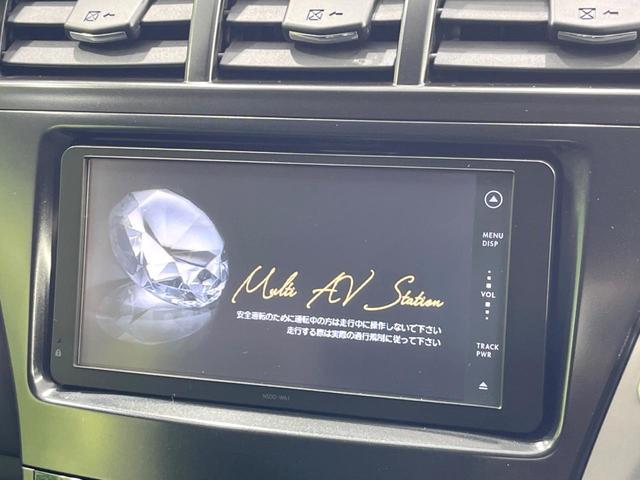 MENU
DISP
Multi AV Station
VOL
安全運転のために運転中の方は走行中に操作しないで下さい
走行する際は実際の通行規制に従って下さい
TRACK
PWR
NSDD-W61